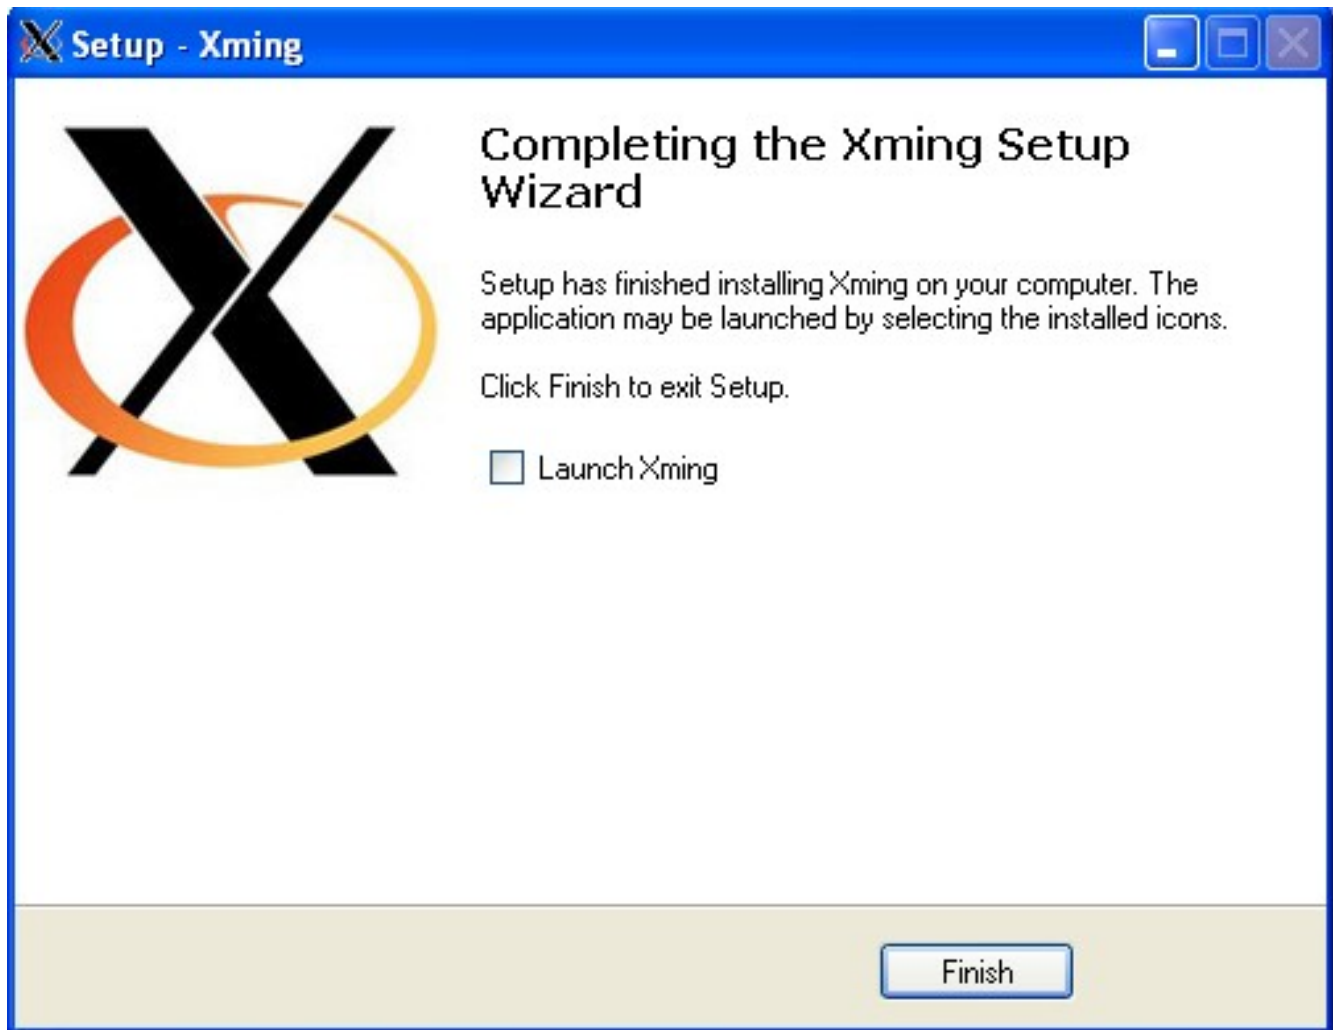 Setup - Xming
Completing the Xming Setup
Wizard
Setup has finished installing Xming on your computer. The
application may be launched by selecting the installed icons.
Click Finish to exit Setup.
Launch Xming
Finish